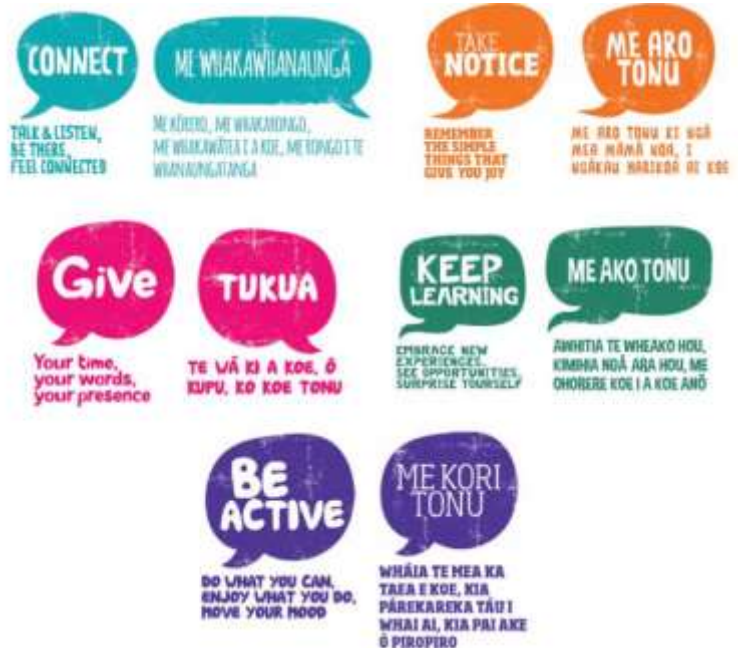 CONNECT
TALK & LISTEN,
BE THERE,
FEEL CONNECTED
ME WHAKAWHANAUNGA
ME KŌRERO, ME WHAKARONGO,
ME WHAKAWĀTEA I A KOE, ME RONGO I TE
WHANAUNGATANGA
TAKE
NOTICE
REMEMBER
THE SIMPLE
THINGS THAT
GIVE YOU JOY
ME ARO
TONU
ME ARO TONU KI NGĀ
MEA MĀMĀ NOA, I
NGĀKAU HARIKOA AI KOE
Give
Your time,
your words,
your presence
TUKUA
TE WĀ KI A KOE, Ō
KUPU, KO KOE TONU
KEEP
LEARNING
EMBRACE NEW
EXPERIENCES,
SEE OPPORTUNITIES,
SURPRISE YOURSELF
ME AKO TONU
AWHITIA TE WHEAKO HOU,
KIMIHIA NGĀ ARA HOU, ME
OHORERE KOE I A KOE ANŌ
BE
ACTIVE
DO WHAT YOU CAN,
ENJOY WHAT YOU DO,
MOVE YOUR MOOD
ME KORI
TONU
WHĀIA TE MEA KA
TAEA E KOE, KIA
PĀREKAREKA TĀU I
WHAI AI, KIA PAI AKE
Ō PIROPIRO